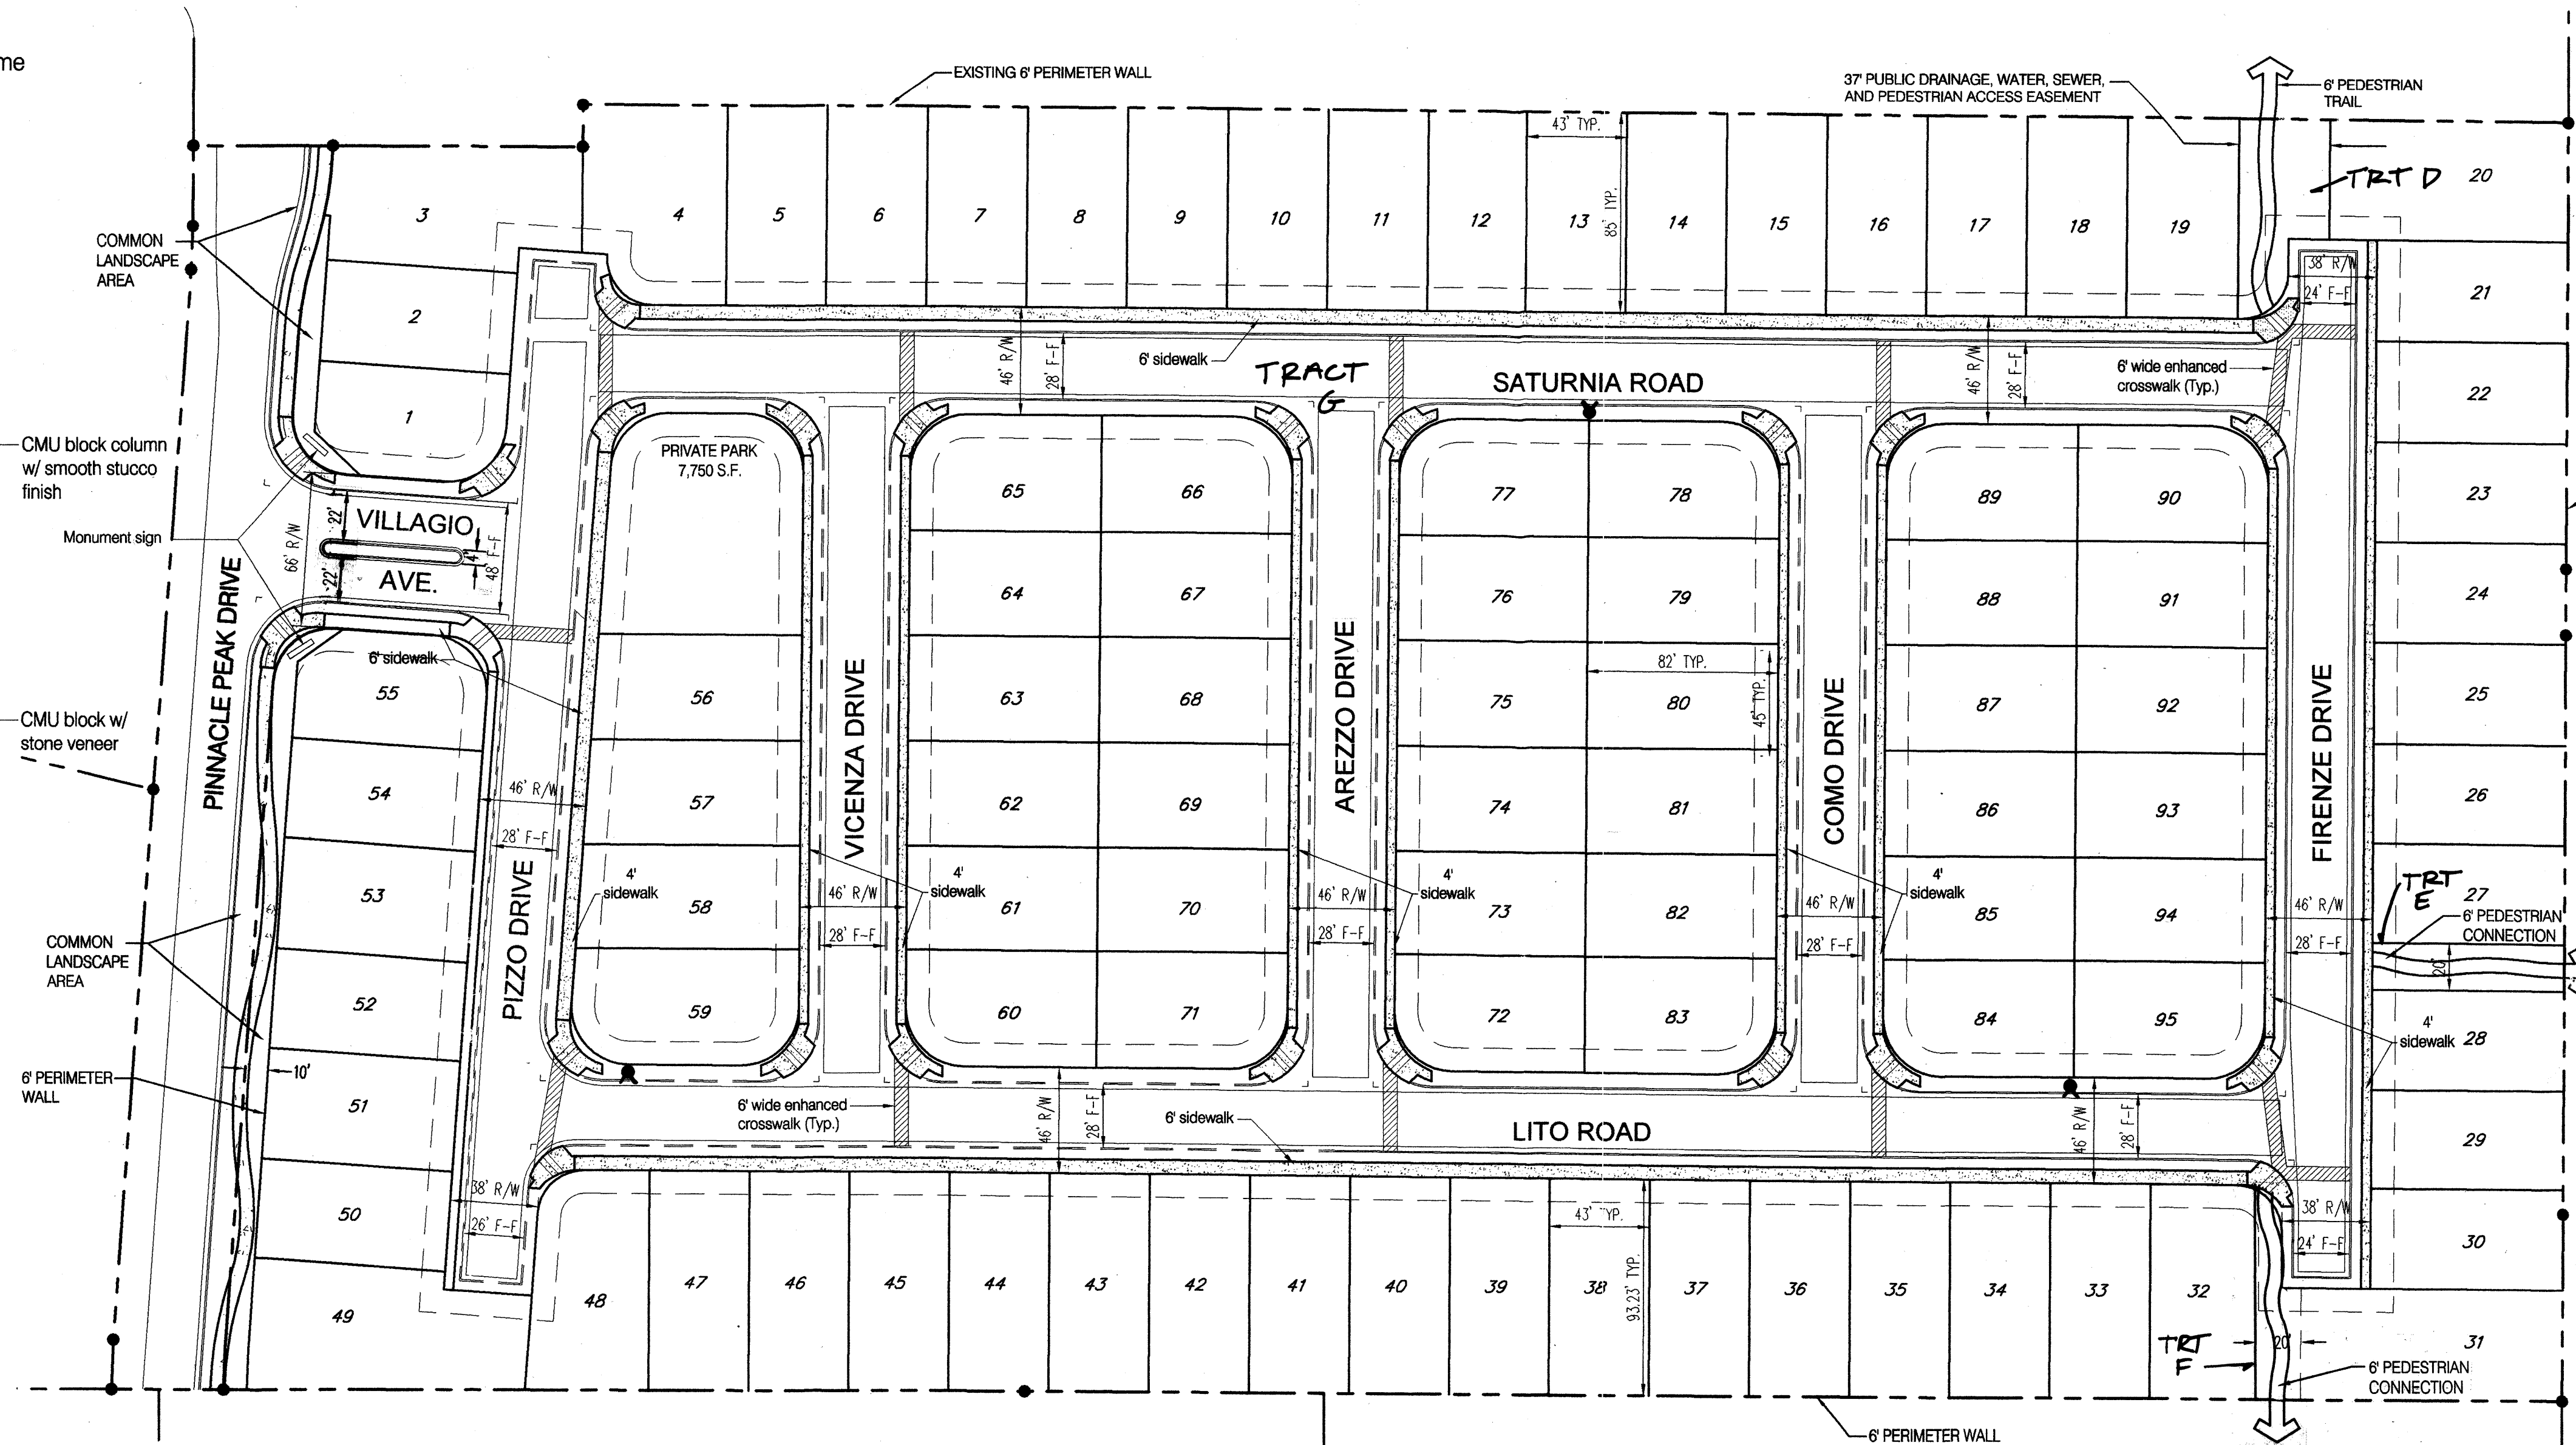 me
EXISTING 6' PERIMETER WALL
37' PUBLIC DRAINAGE, WATER, SEWER,
AND PEDESTRIAN ACCESS EASEMENT
6' PEDESTRIAN
TRAIL
43' TYP.
85' TYP.
TRT D
COMMON
LANDSCAPE
AREA
3
4
5
6
7
8
9
10
11
12
13
14
15
16
17
18
19
20
2
1
38' R/W
24' F-F
21
22
23
24
25
26
27
28
29
30
31
46' R/W
28' F-F
6' sidewalk
TRACT
G
SATURNIA ROAD
46' R/W
28' F-F
6' wide enhanced
crosswalk (Typ.)
CMU block column
w/ smooth stucco
finish
Monument sign
PRIVATE PARK
7,750 S.F.
22'
VILLAGIO
AVE.
22'
4'
66' R/W
48' F-F
PINNACLE PEAK DRIVE
6' sidewalk
CMU block w/
stone veneer
65
66
64
67
63
68
62
69
61
70
60
71
77
78
76
79
75
80
74
81
73
82
72
83
89
90
88
91
87
92
86
93
85
94
84
95
82' TYP.
45' TYP.
55
54
53
52
51
50
49
56
57
58
59
46' R/W
28' F-F
PIZZO DRIVE
VICENZA DRIVE
AREZZO DRIVE
COMO DRIVE
FIRENZE DRIVE
4'
sidewalk
46' R/W
28' F-F
4'
sidewalk
46' R/W
28' F-F
4'
sidewalk
46' R/W
28' F-F
4'
sidewalk
46' R/W
28' F-F
TRT
E
6' PEDESTRIAN
CONNECTION
20'
4'
sidewalk
COMMON
LANDSCAPE
AREA
6' PERIMETER
WALL
10'
6' wide enhanced
crosswalk (Typ.)
46' R/W
28' F-F
6' sidewalk
LITO ROAD
46' R/W
28' F-F
38' R/W
26' F-F
38' R/W
24' F-F
43' TYP.
93.23' TYP.
48
47
46
45
44
43
42
41
40
39
38
37
36
35
34
33
32
TRT
F
20'
6' PEDESTRIAN
CONNECTION
6' PERIMETER WALL